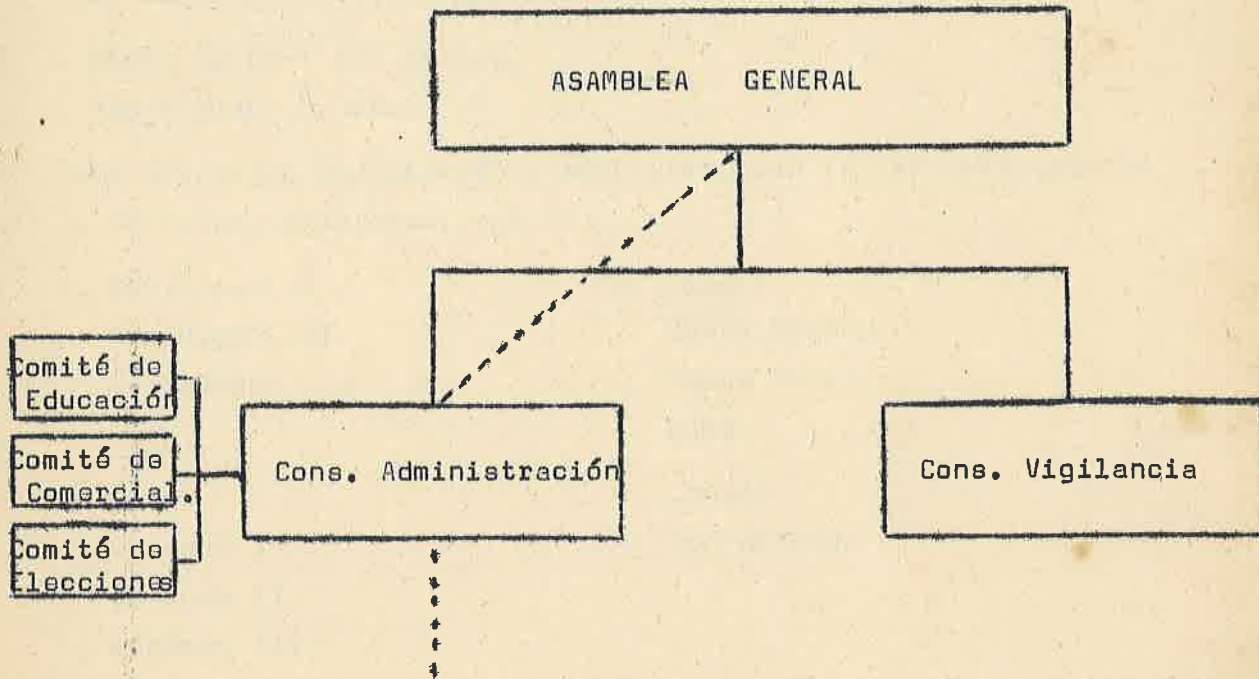 ASAMBLEA GENERAL
Comité de
Educación
Comité de
Comercial.
Comité de
Elecciones
Cons. Administración
Cons. Vigilancia